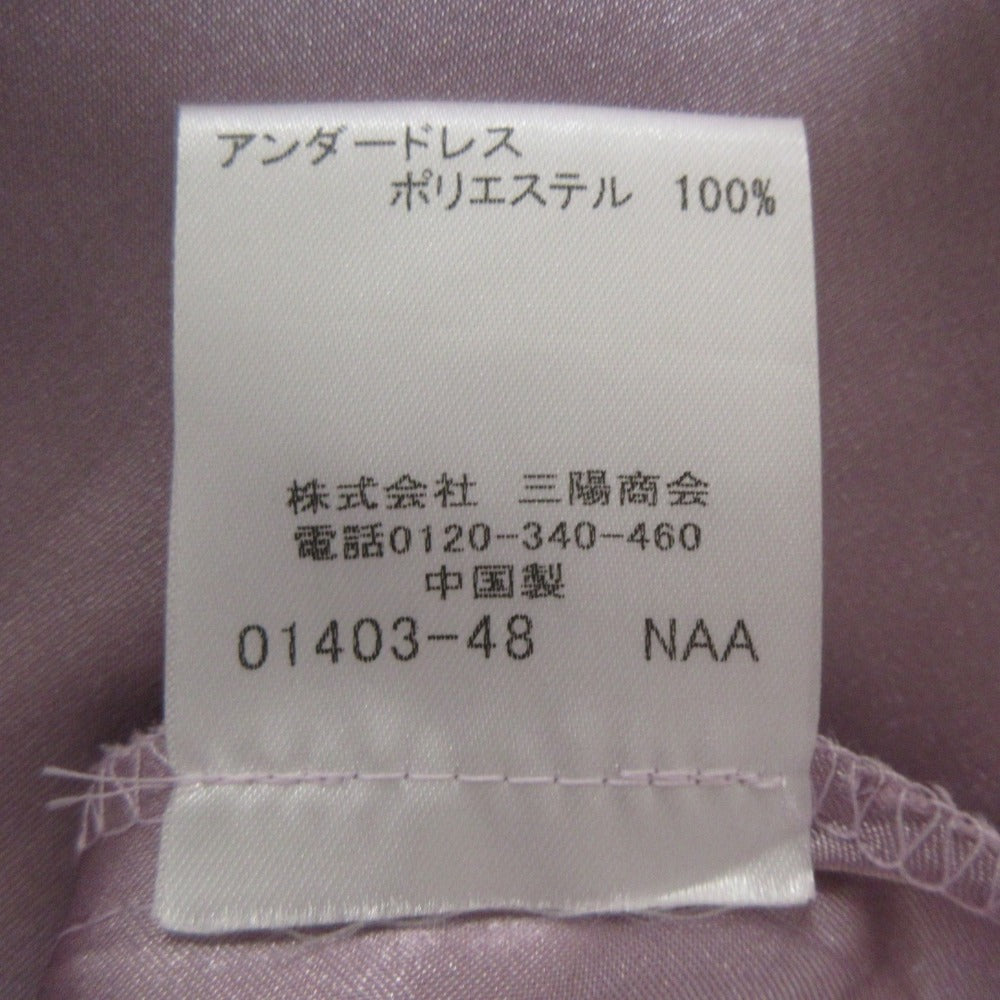 アンダードレス
ポリエステル 100%
株式会社 三陽商会
電話0120-340-460
中国製
01403-48 NAA